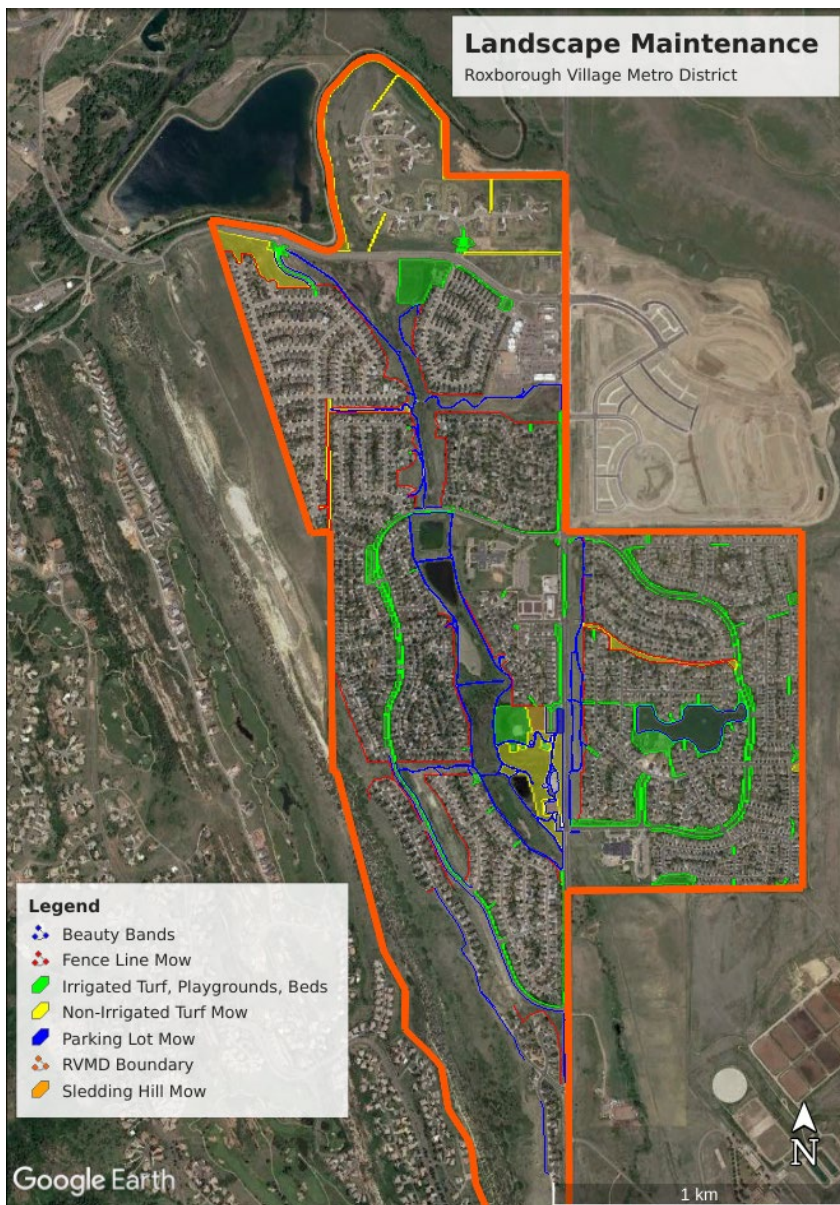 Landscape Maintenance
Roxborough Village Metro District
Legend
Beauty Bands
Fence Line Mow
Irrigated Turf, Playgrounds, Beds
Non-Irrigated Turf Mow
Parking Lot Mow
RVMD Boundary
Sledding Hill Mow
N
Google Earth
1 km